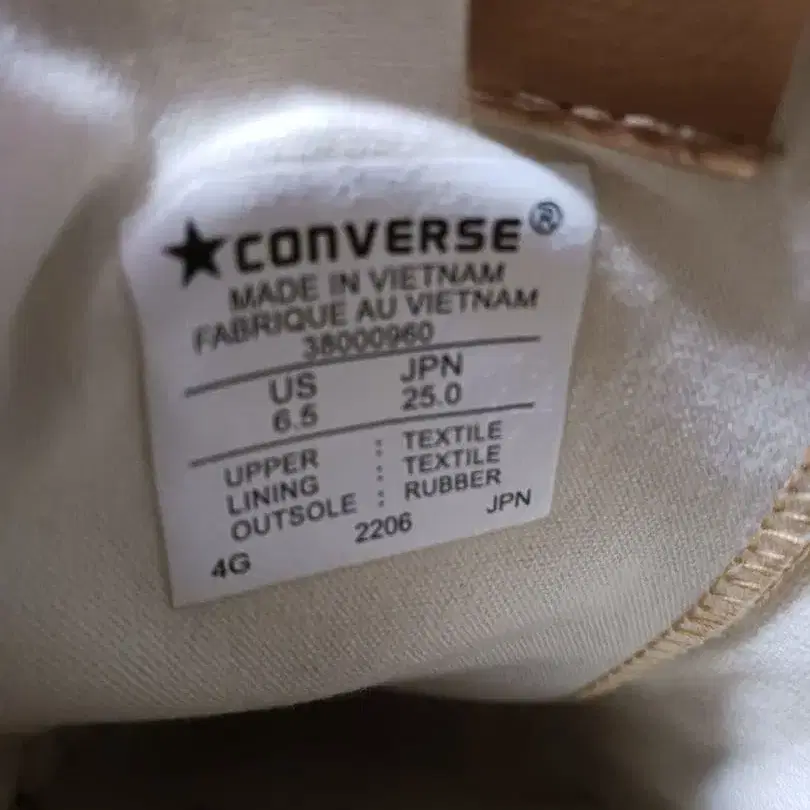 ★CONVERSE®
MADE IN VIETNAM
FABRIQUE AU VIETNAM
38000960
US JPN
6.5 25.0
UPPER : TEXTILE
LINING : TEXTILE
OUTSOLE : RUBBER
4G 2206 JPN